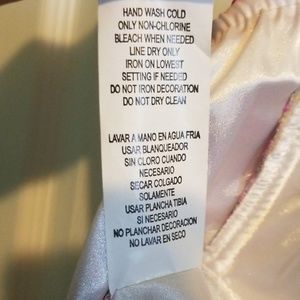 HAND WASH COLD
ONLY NON-CHLORINE
BLEACH WHEN NEEDED
LINE DRY ONLY
IRON ON LOWEST
SETTING IF NEEDED
DO NOT IRON DECORATION
DO NOT DRY CLEAN
LAVAR A MANO EN AGUA FRIA
USAR BLANQUEADOR
SIN CLORO CUANDO
NECESARIO
SECAR COLGADO
SOLAMENTE
USAR PLANCHA TIBIA
SI NECESARIO
NO PLANCHAR DECORACION
NO LAVAR EN SECO